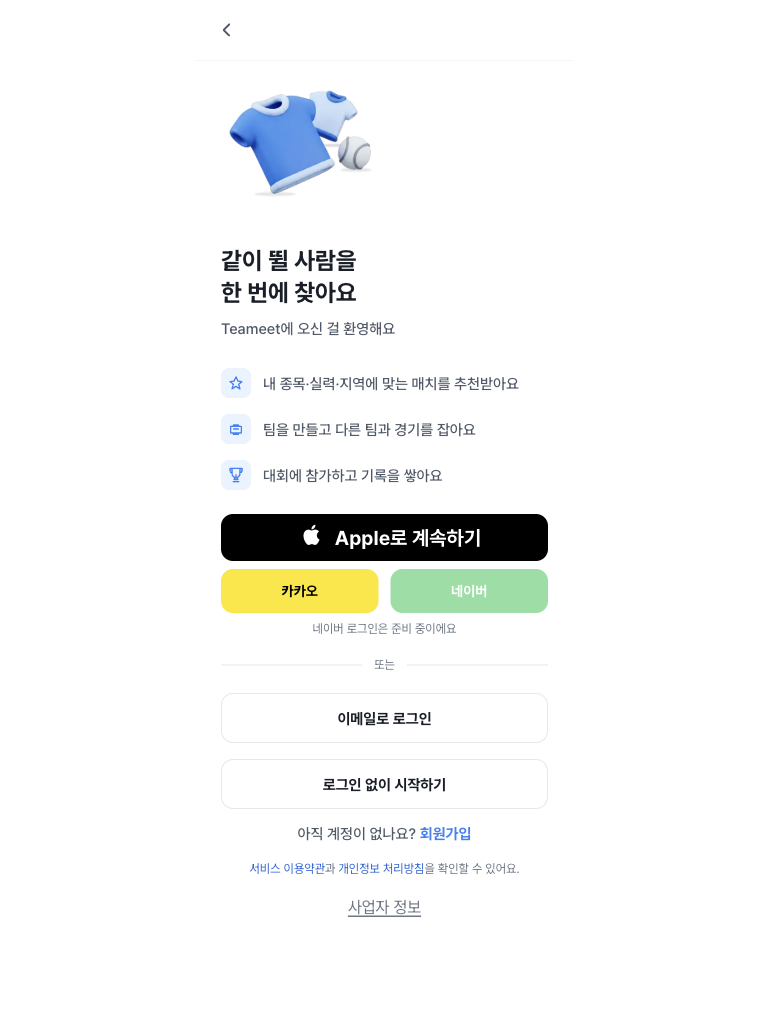 같이 뛸 사람을
한 번에 찾아요
Teameet에 오신 걸 환영해요
내 종목·실력·지역에 맞는 매치를 추천받아요
팀을 만들고 다른 팀과 경기를 잡아요
대회에 참가하고 기록을 쌓아요
Apple로 계속하기
카카오
네이버
네이버 로그인은 준비 중이에요
또는
이메일로 로그인
로그인 없이 시작하기
아직 계정이 없나요? 회원가입
서비스 이용약관과 개인정보 처리방침을 확인할 수 있어요.
사업자 정보